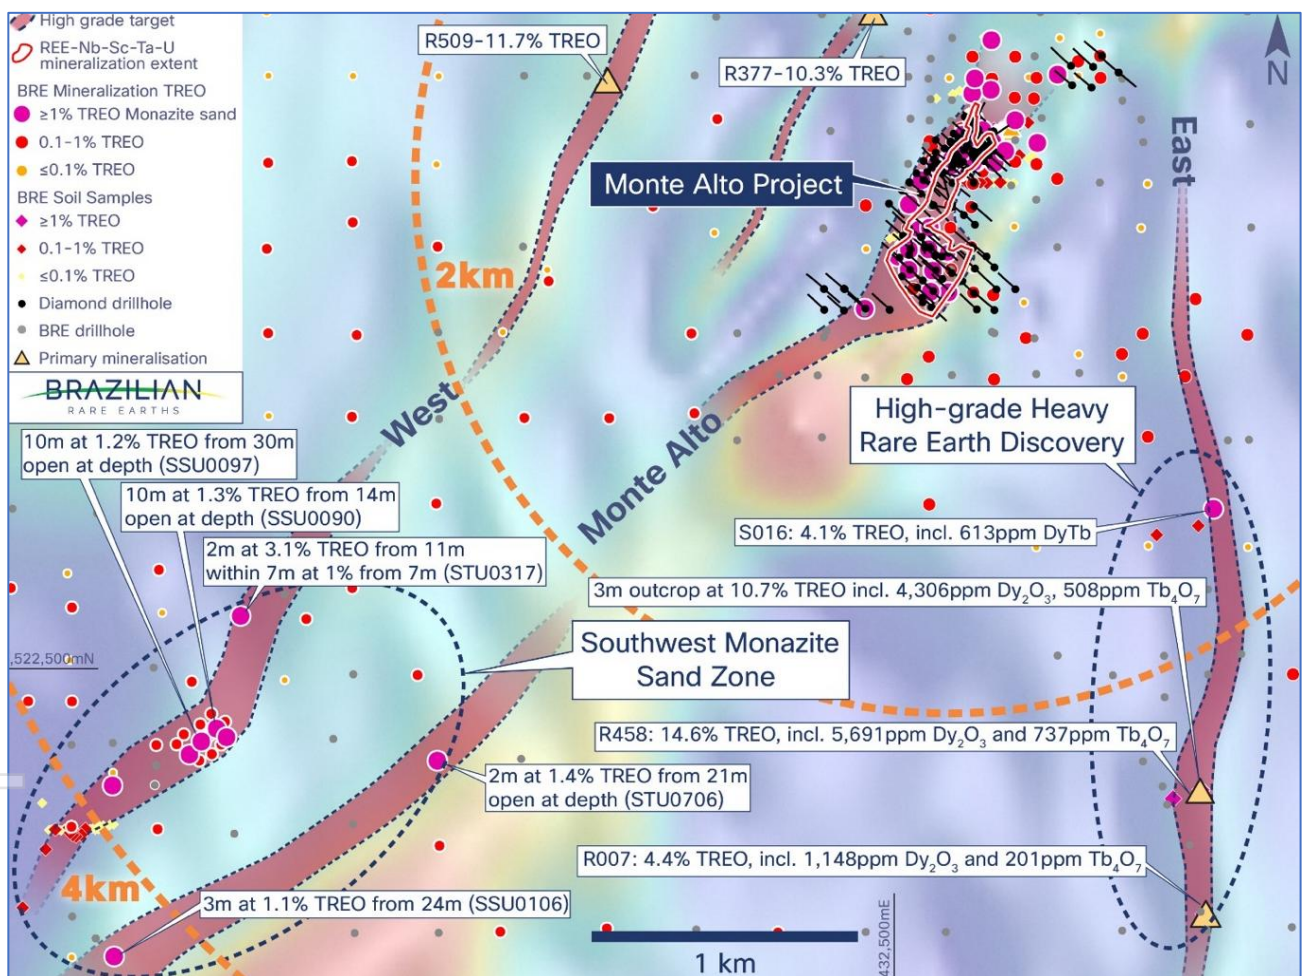 High grade target
REE-Nb-Sc-Ta-U
mineralization extent
BRE Mineralization TREO
≥1% TREO Monazite sand
0.1-1% TREO
≤0.1% TREO
BRE Soil Samples
≥1% TREO
0.1-1% TREO
≤0.1% TREO
Diamond drillhole
BRE drillhole
Primary mineralisation
BRAZILIAN
RARE EARTHS
R509-11.7% TREO
R377-10.3% TREO
N
East
Monte Alto Project
2km
West
Monte Alto
High-grade Heavy
Rare Earth Discovery
10m at 1.2% TREO from 30m
open at depth (SSU0097)
10m at 1.3% TREO from 14m
open at depth (SSU0090)
2m at 3.1% TREO from 11m
within 7m at 1% from 7m (STU0317)
S016: 4.1% TREO, incl. 613ppm DyTb
3m outcrop at 10.7% TREO incl. 4,306ppm Dy₂O₃, 508ppm Tb₄O₇
Southwest Monazite
Sand Zone
,522,500mN
R458: 14.6% TREO, incl. 5,691ppm Dy₂O₃ and 737ppm Tb₄O₇
2m at 1.4% TREO from 21m
open at depth (STU0706)
R007: 4.4% TREO, incl. 1,148ppm Dy₂O₃ and 201ppm Tb₄O₇
4km
3m at 1.1% TREO from 24m (SSU0106)
1 km
432,500mE